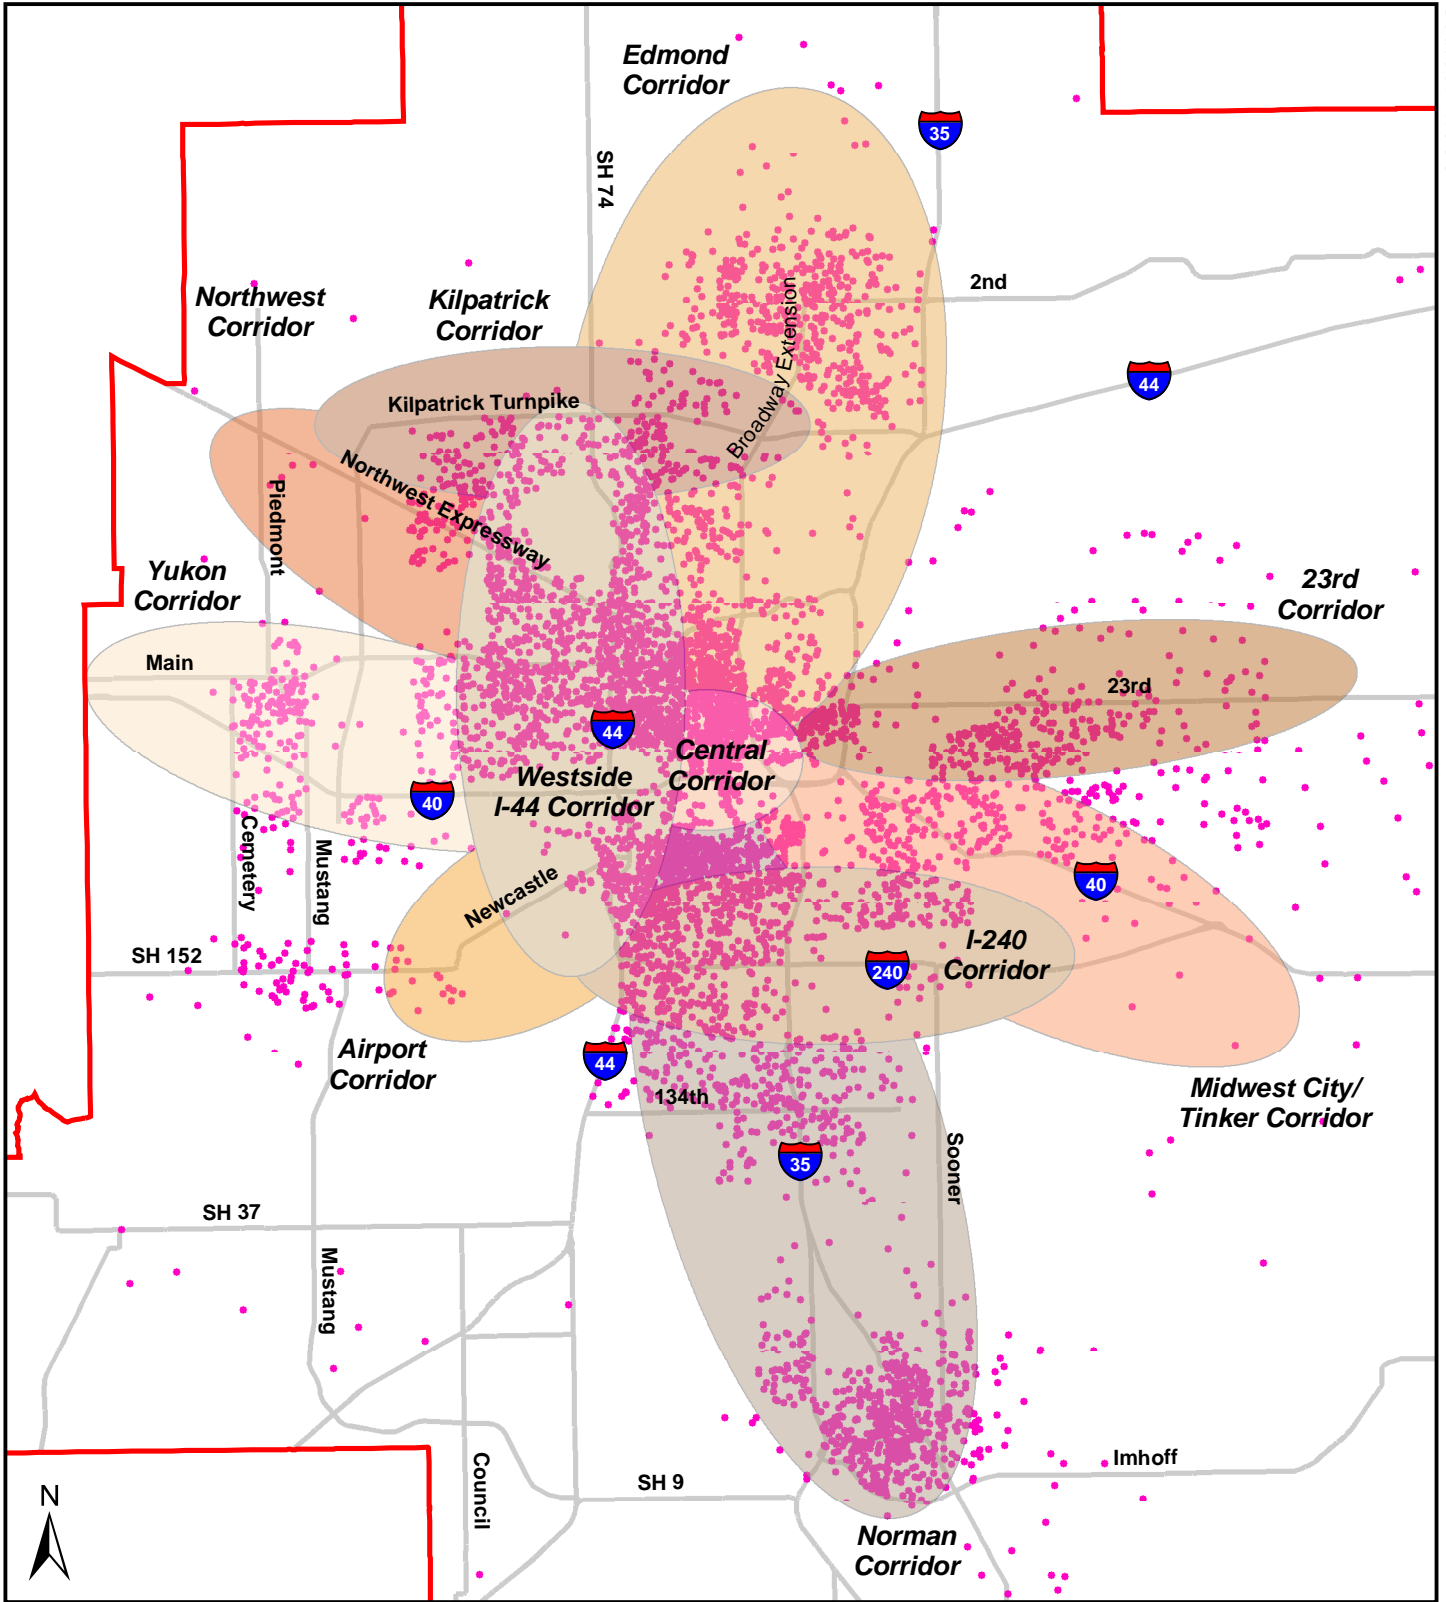 Edmond
Corridor
35
SH 74
2nd
Northwest
Corridor
Kilpatrick
Corridor
44
Kilpatrick Turnpike
Broadway Extension
Northwest Expressway
Piedmont
Yukon
Corridor
23rd
Corridor
Main
23rd
44
Central
Corridor
Westside
I-44 Corridor
40
Cemetery
Mustang
Newcastle
40
I-240
Corridor
240
SH 152
Airport
Corridor
44
134th
Midwest City/
Tinker Corridor
35
Sooner
SH 37
Mustang
Council
SH 9
Imhoff
N
Norman
Corridor